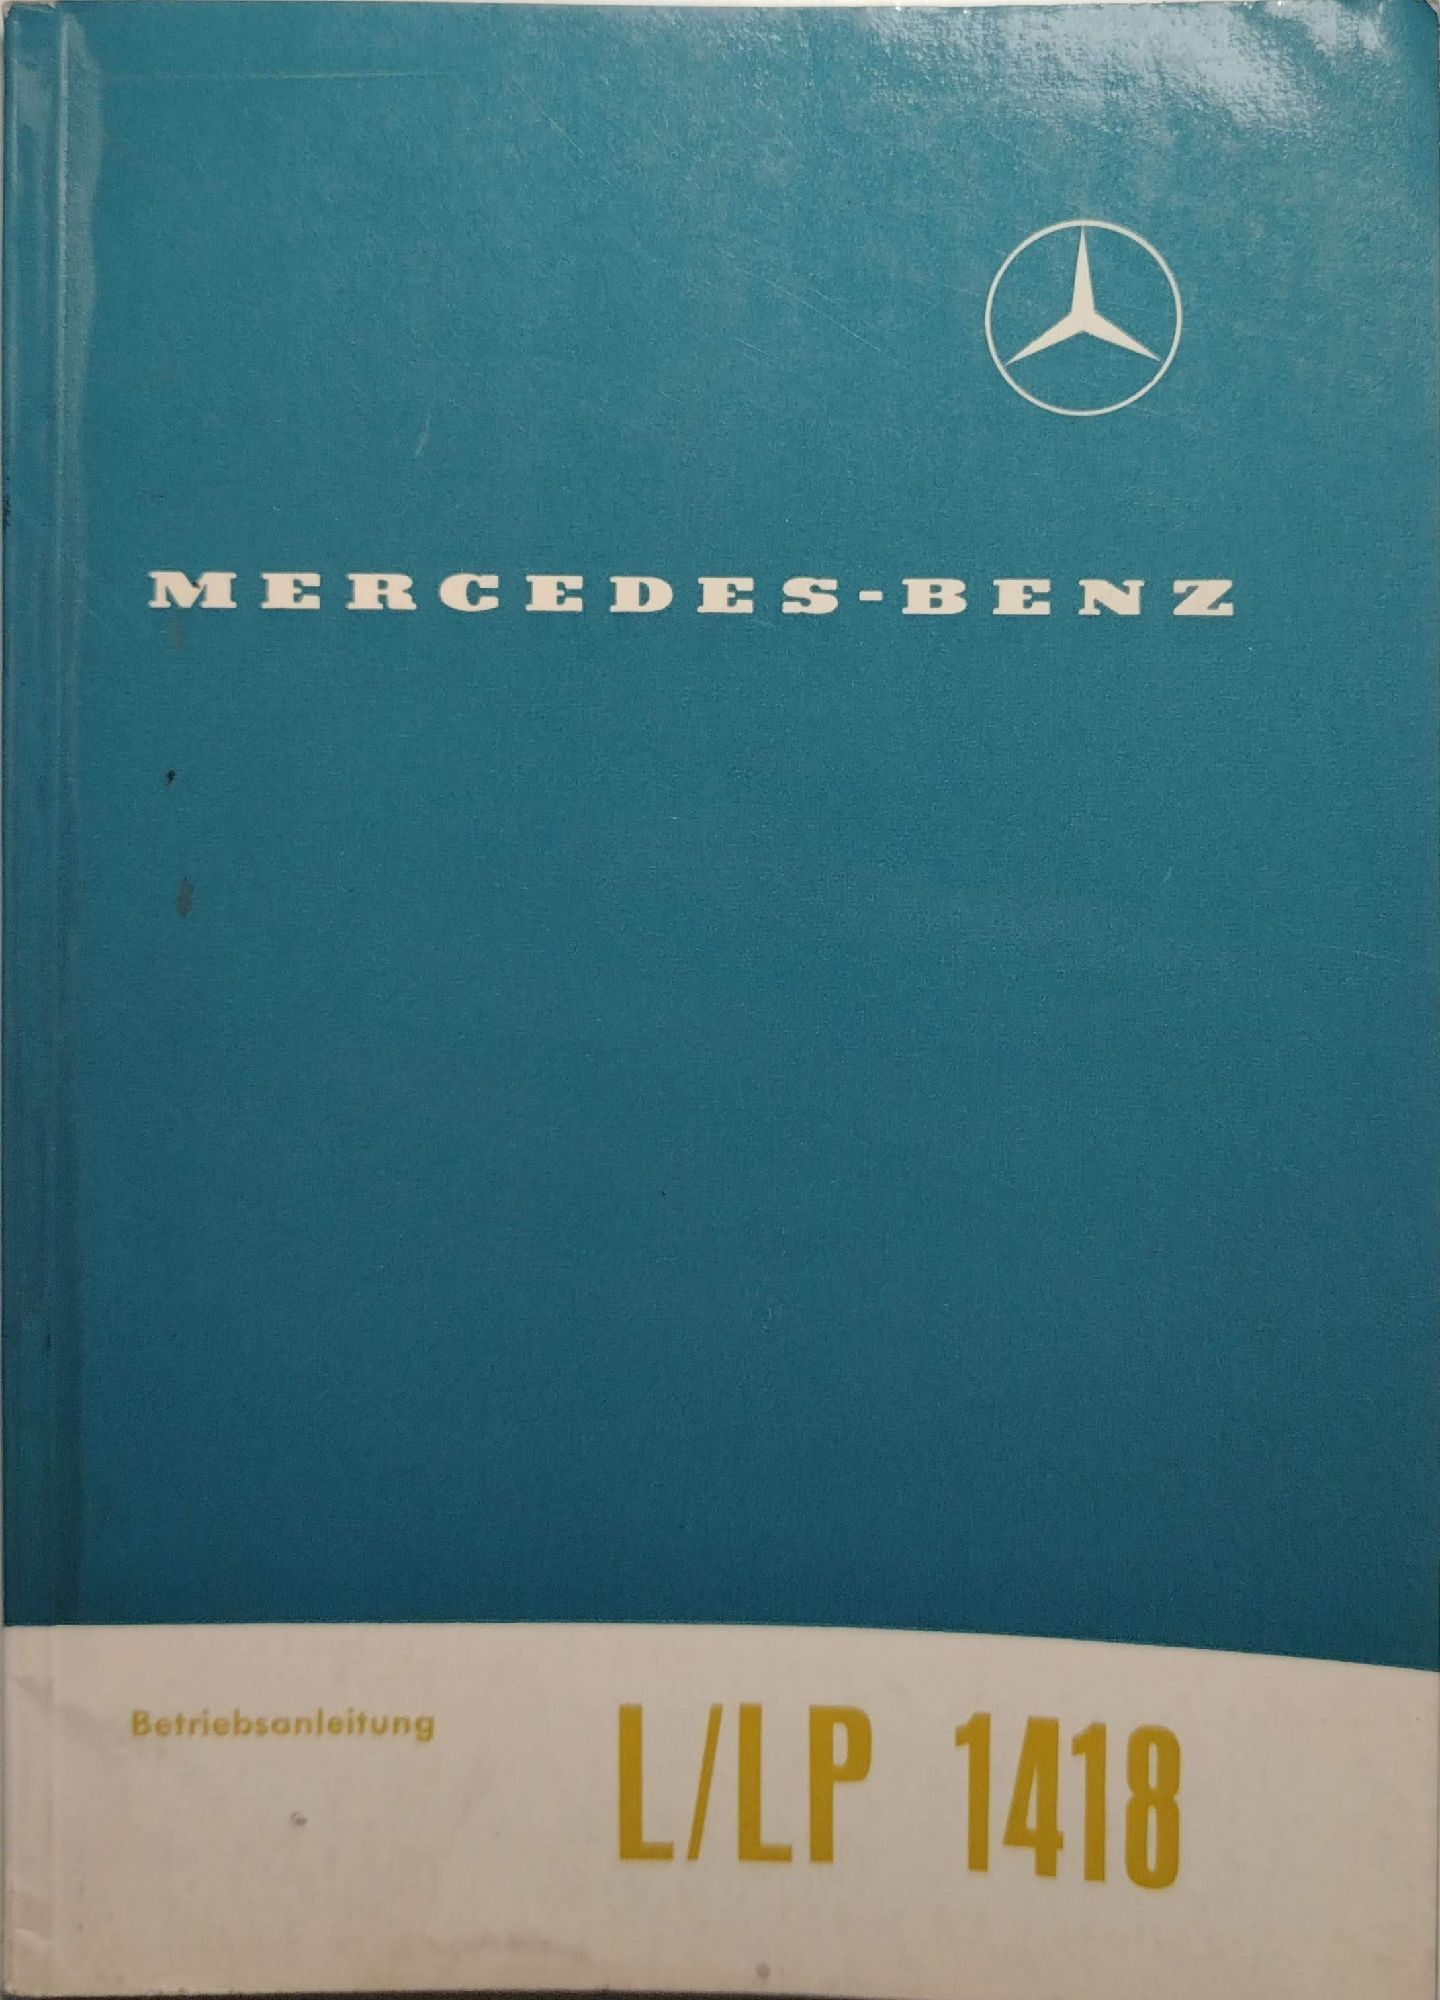 MERCEDES-BENZ
Betriebsanleitung
L/LP 1418